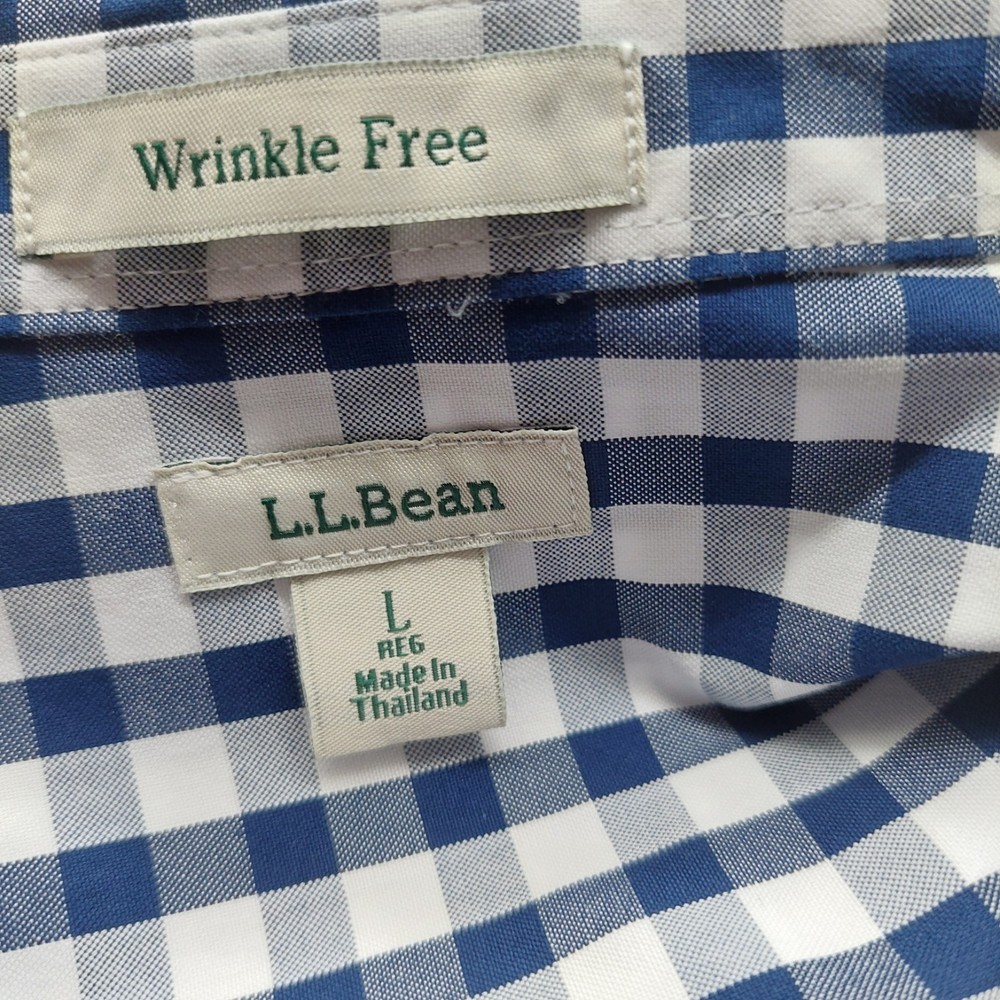 Wrinkle Free
L.L.Bean
L
REG
Made In
Thailand